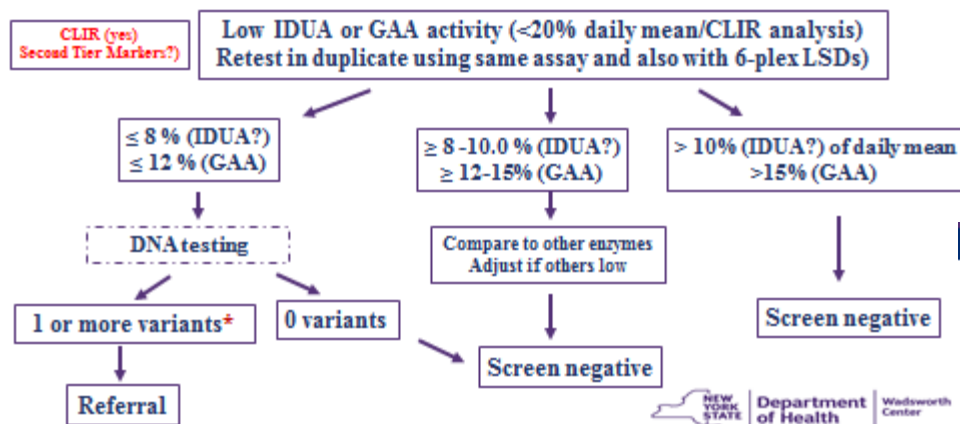 CLIR (yes)
Second Tier Markers?)
Low IDUA or GAA activity (<20% daily mean/CLIR analysis)
Retest in duplicate using same assay and also with 6-plex LSDs)
≤ 8 % (IDUA?)
≤ 12 % (GAA)
≥ 8 -10.0 % (IDUA?)
≥ 12-15% (GAA)
> 10% (IDUA?) of daily mean
>15% (GAA)
DNA testing
Compare to other enzymes
Adjust if others low
1 or more variants*
0 variants
Screen negative
Screen negative
Referral
NEW
YORK
STATE
Department
of Health
Wadsworth
Center